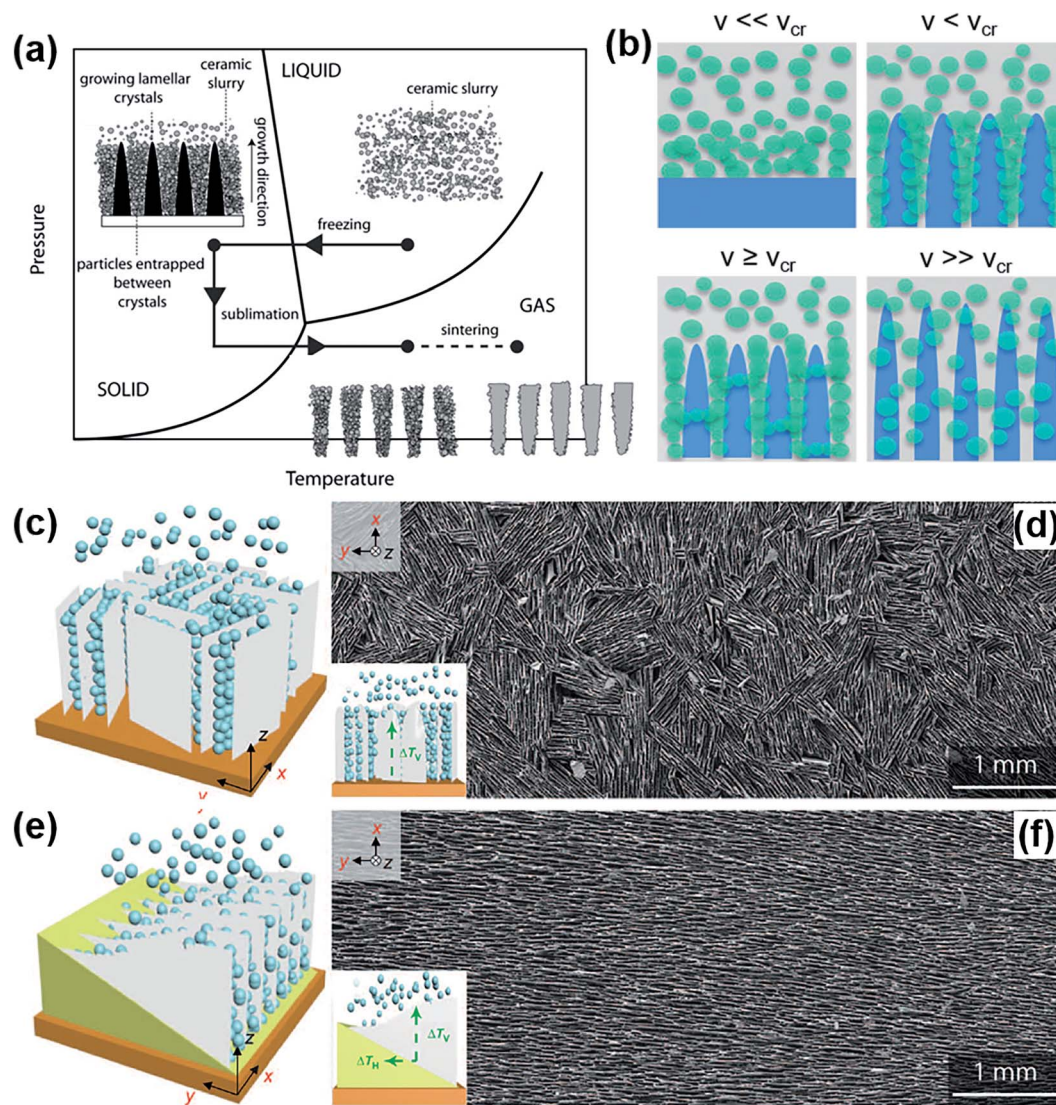 (a)
growing lamellar
crystals
ceramic
slurry
LIQUID
ceramic slurry
growth direction
freezing
particles entrapped
between
crystals
sublimation
GAS
sintering
SOLID
Pressure
Temperature
(b)
v << vcr
v < vcr
v ≥ vcr
v >> vcr
(c)
z
x
y
ΔTV
(d)
x
y
z
1 mm
(e)
z
x
y
ΔTV
ΔTH
(f)
x
y
z
1 mm